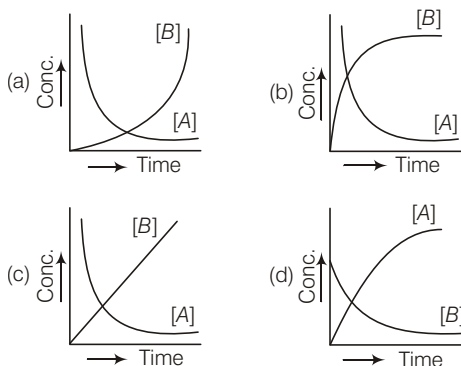 (a)
Conc.
[B]
[A]
Time
(b)
Conc.
[B]
[A]
Time
(c)
Conc.
[B]
[A]
Time
(d)
Conc.
[A]
[B]
Time